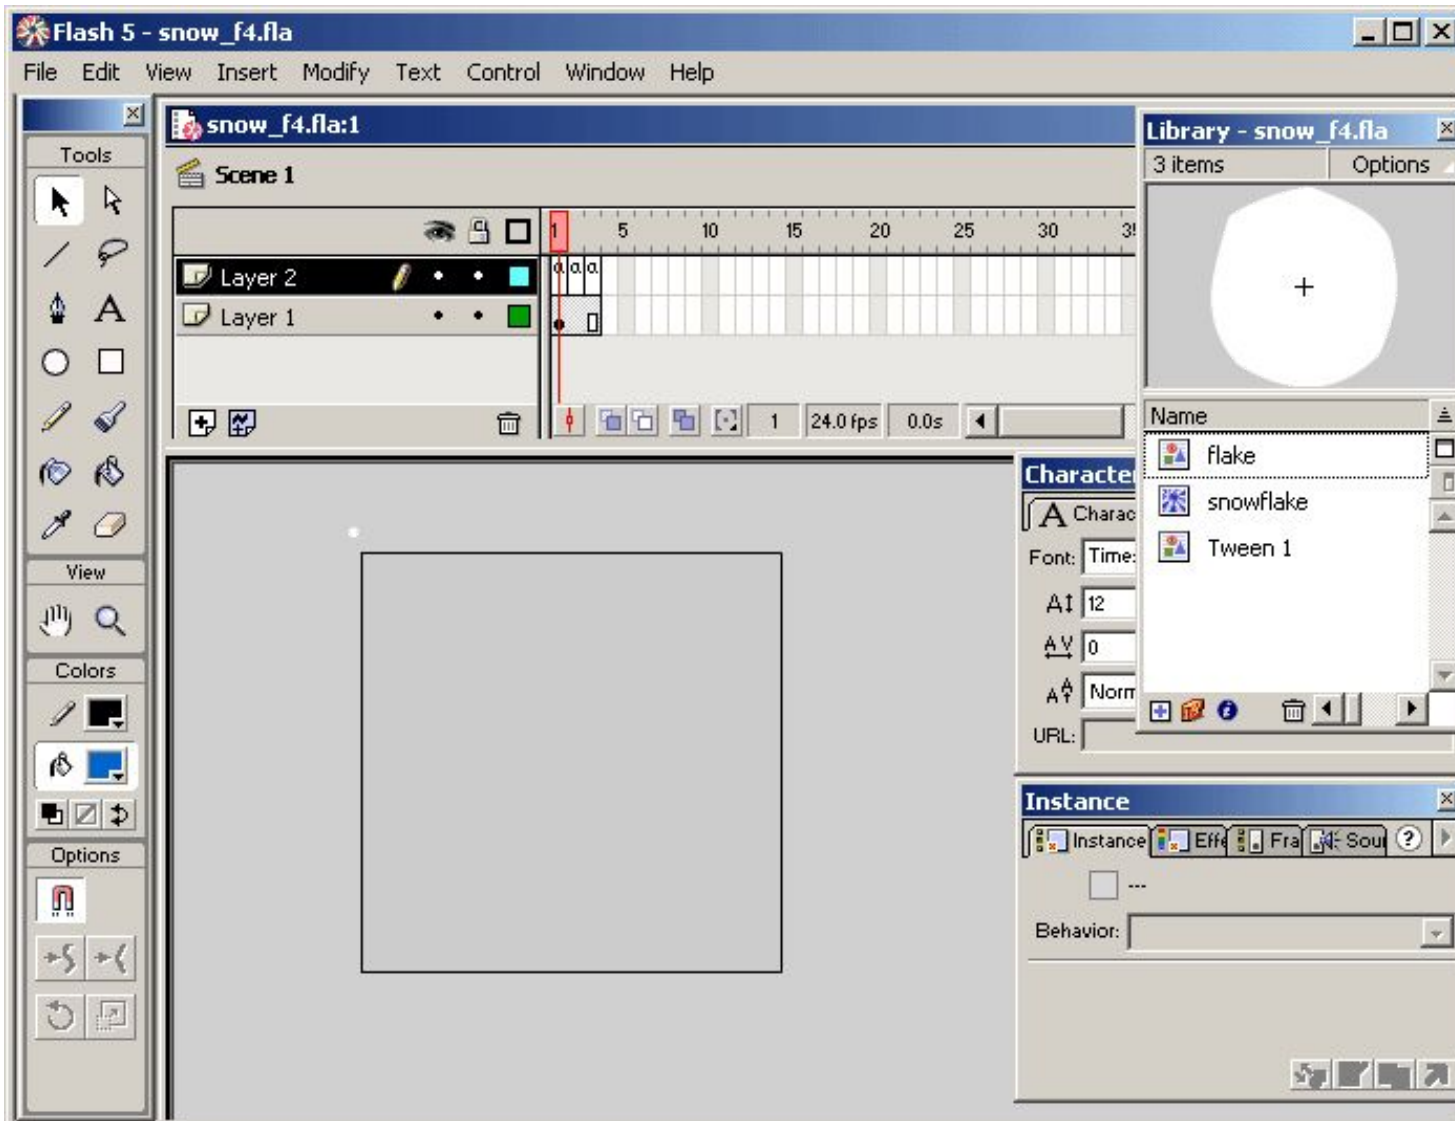 Flash 5 - snow_f4.fla
File Edit View Insert Modify Text Control Window Help
Tools
View
Colors
Options
snow_f4.fla:1
Scene 1
1 5 10 15 20 25 30
Layer 2
a a a
Layer 1
1 24.0 fps 0.0s
Library - snow_f4.fla
3 items Options
Name
flake
snowflake
Tween 1
Characte
A Charac
Font: Time
12
0
Norm
URL:
Instance
Instance Effe Fra Sou ?
---
Behavior: